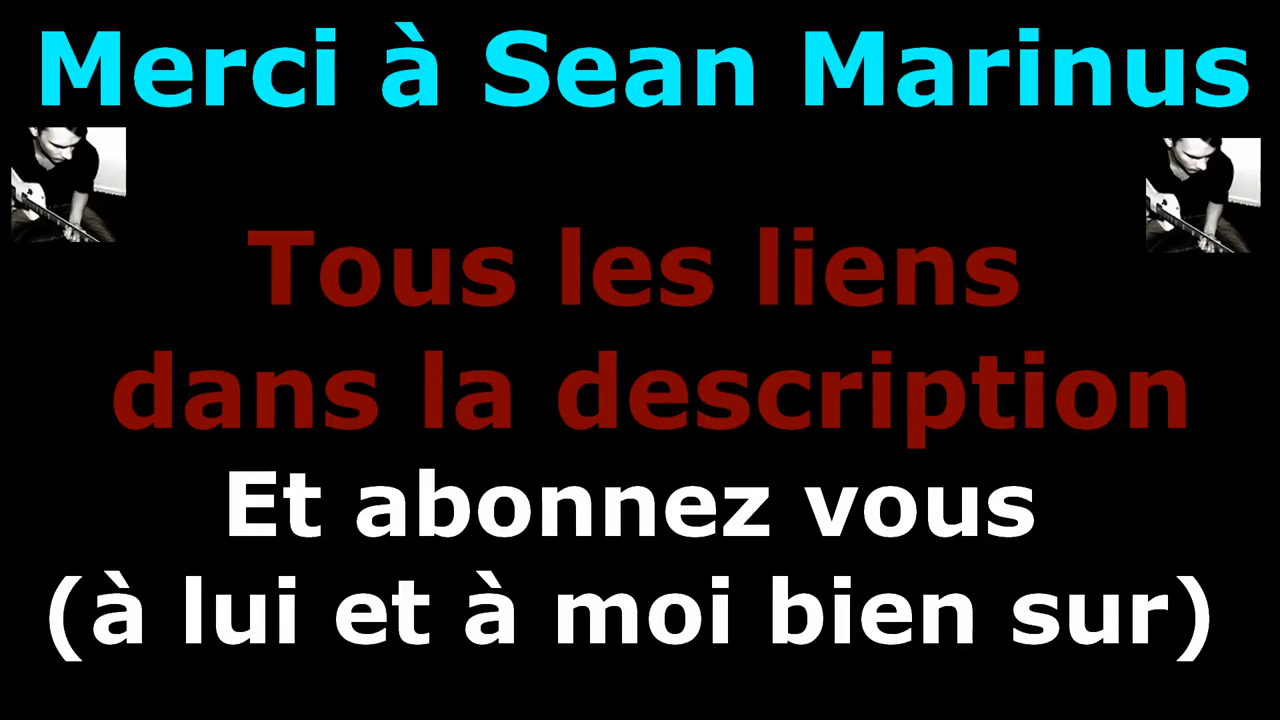 Merci à Sean Marinus
Tous les liens
dans la description
Et abonnez vous
(à lui et à moi bien sur)